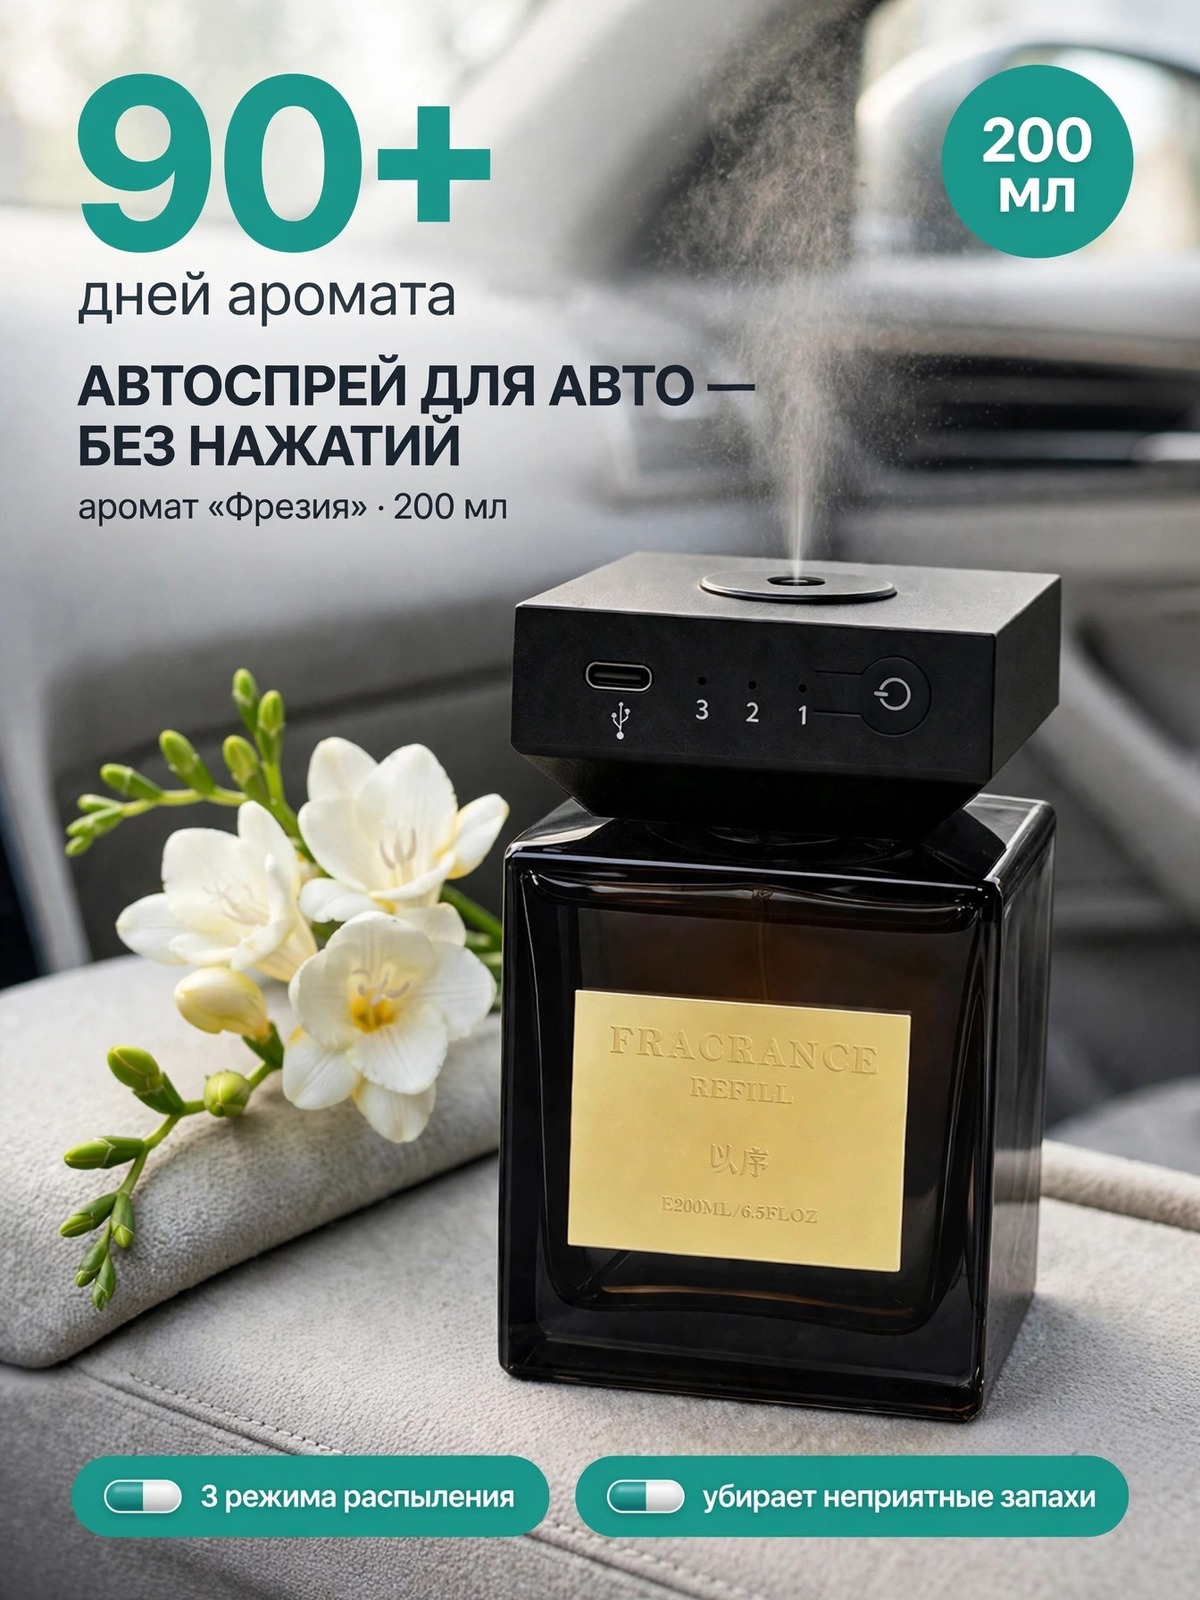 90+
дней аромата
АВТОСПРЕЙ ДЛЯ АВТО —
БЕЗ НАЖАТИЙ
аромат «Фрезия» · 200 мл
200
мл
3 2 1
FRAGRANCE
REFILL
以序
E200ML/6.5FLOZ
3 режима распыления
убирает неприятные запахи